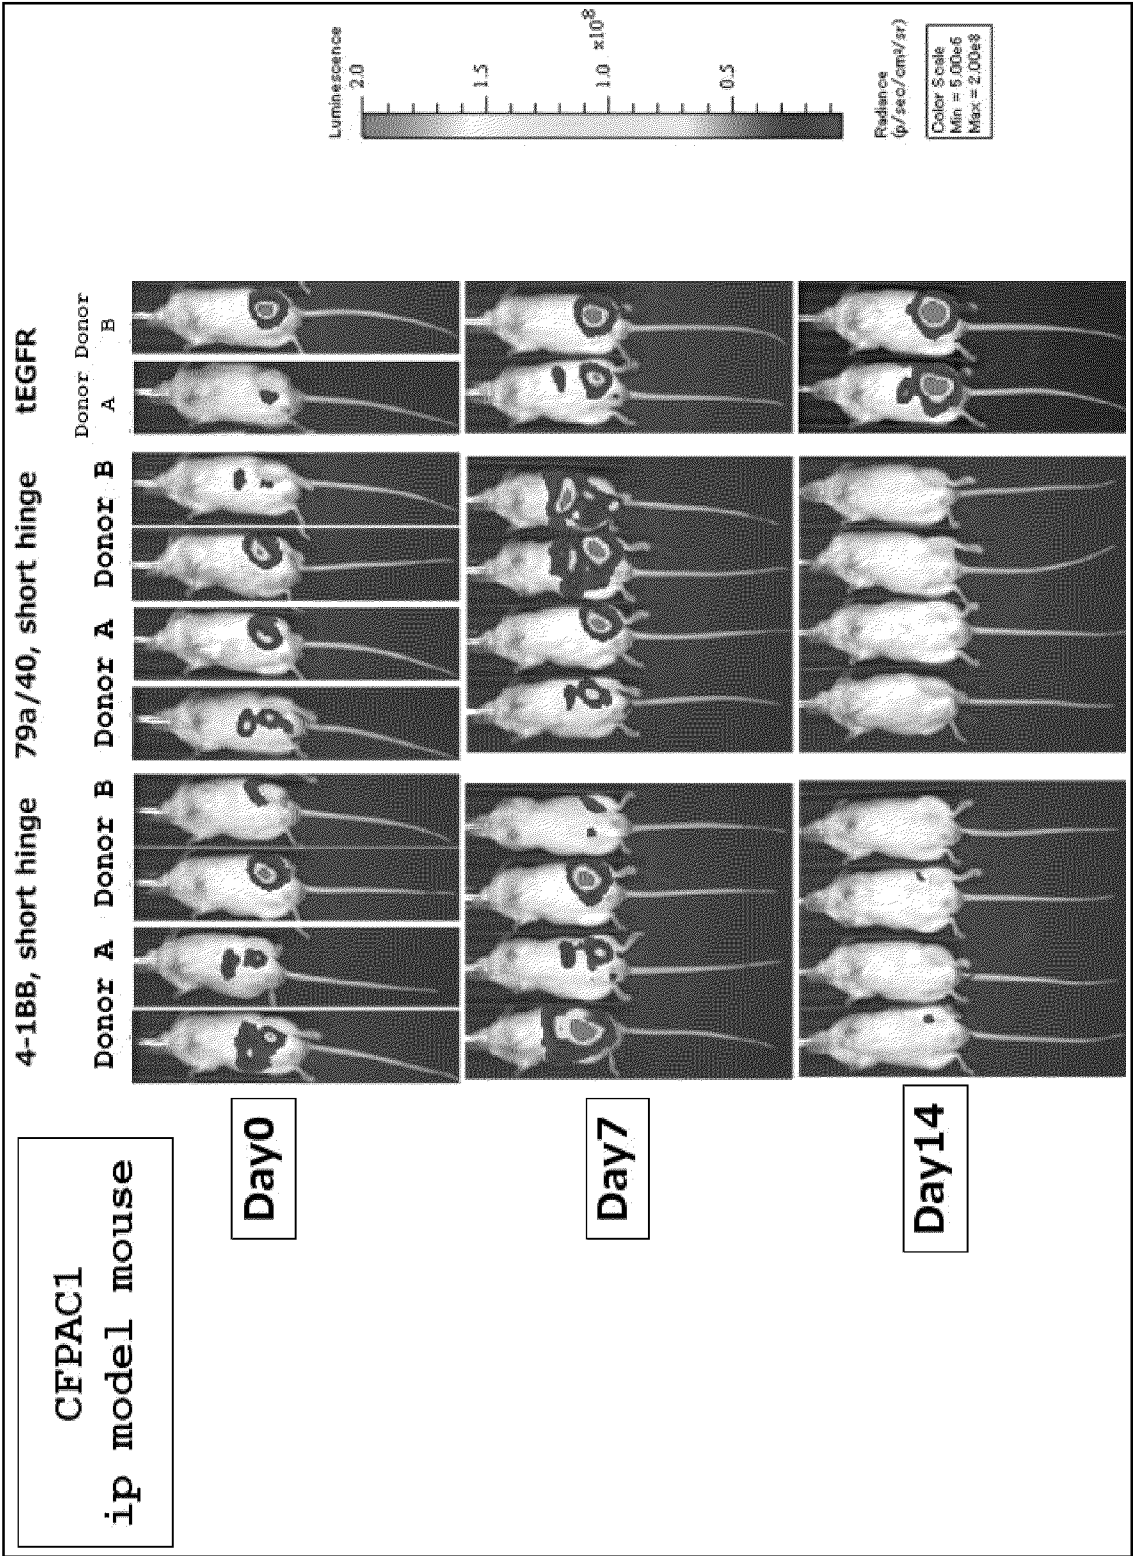 CFPAC1
ip model mouse
4-1BB, short hinge
79a/40, short hinge
tEGFR
Donor A
Donor B
Donor A
Donor B
Donor
A
Donor
B
Day0
Day7
Day14
Luminescence
2.0
1.5
1.0
x10⁸
0.5
Radiance
(p/sec/cm²/sr)
Color Scale
Min = 5.00e6
Max = 2.00e8